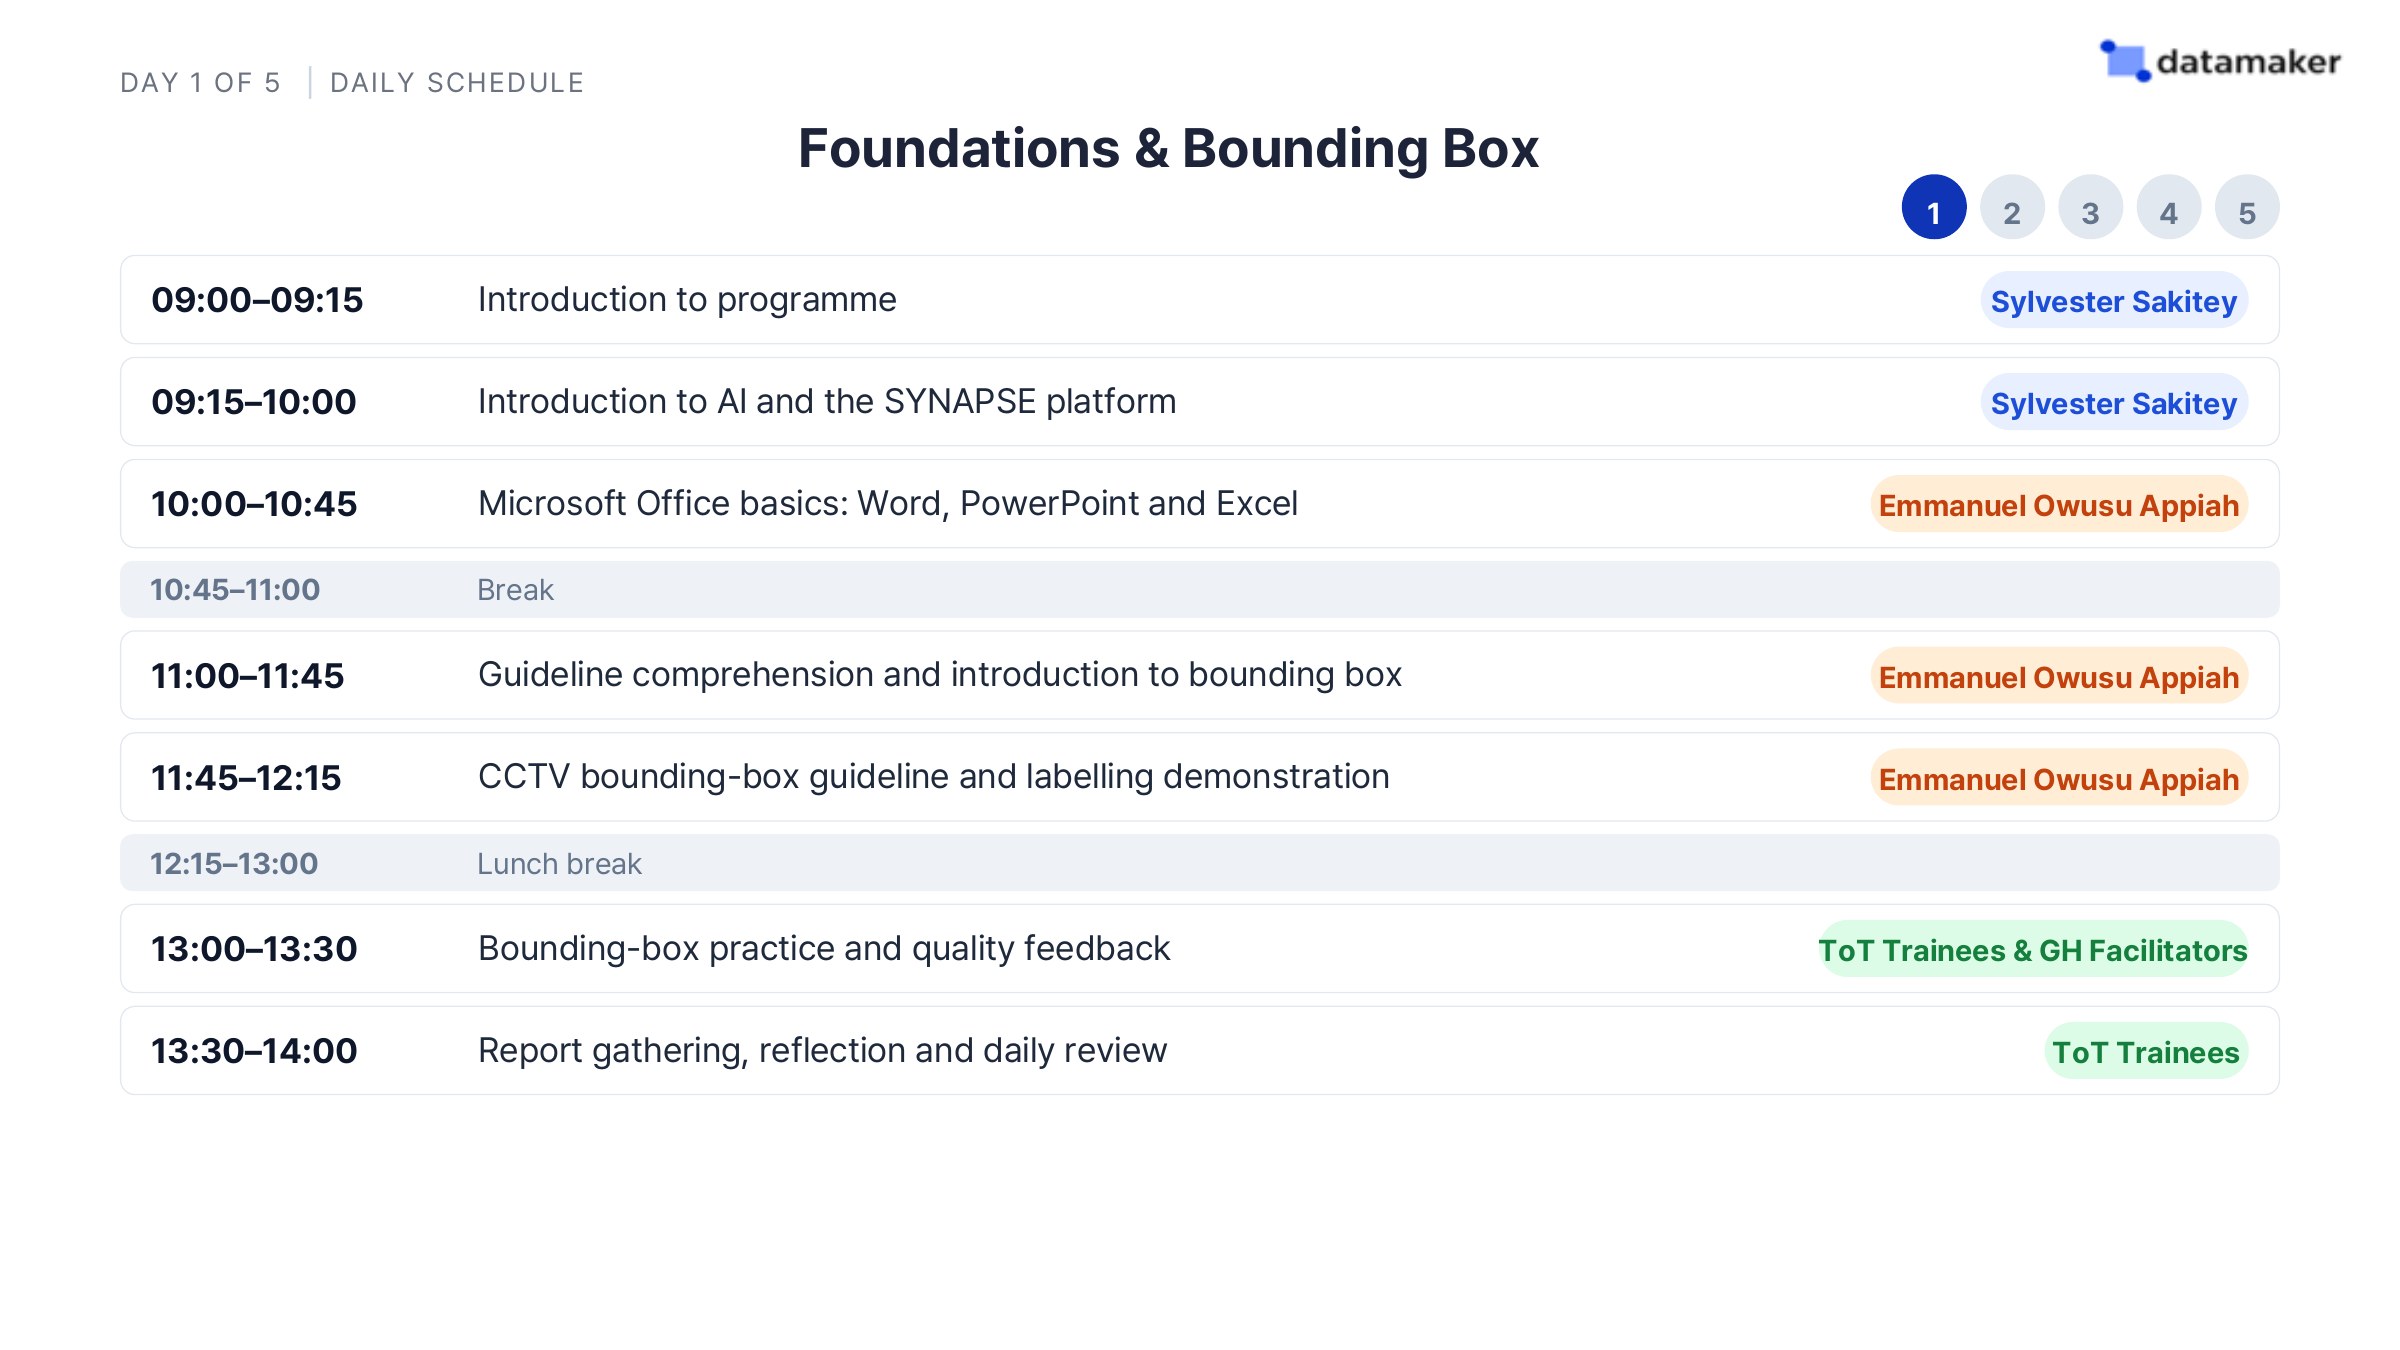 DAY 1 OF 5 | DAILY SCHEDULE
datamaker
Foundations & Bounding Box
1 2 3 4 5
09:00–09:15 Introduction to programme Sylvester Sakitey
09:15–10:00 Introduction to AI and the SYNAPSE platform Sylvester Sakitey
10:00–10:45 Microsoft Office basics: Word, PowerPoint and Excel Emmanuel Owusu Appiah
10:45–11:00 Break
11:00–11:45 Guideline comprehension and introduction to bounding box Emmanuel Owusu Appiah
11:45–12:15 CCTV bounding-box guideline and labelling demonstration Emmanuel Owusu Appiah
12:15–13:00 Lunch break
13:00–13:30 Bounding-box practice and quality feedback ToT Trainees & GH Facilitators
13:30–14:00 Report gathering, reflection and daily review ToT Trainees